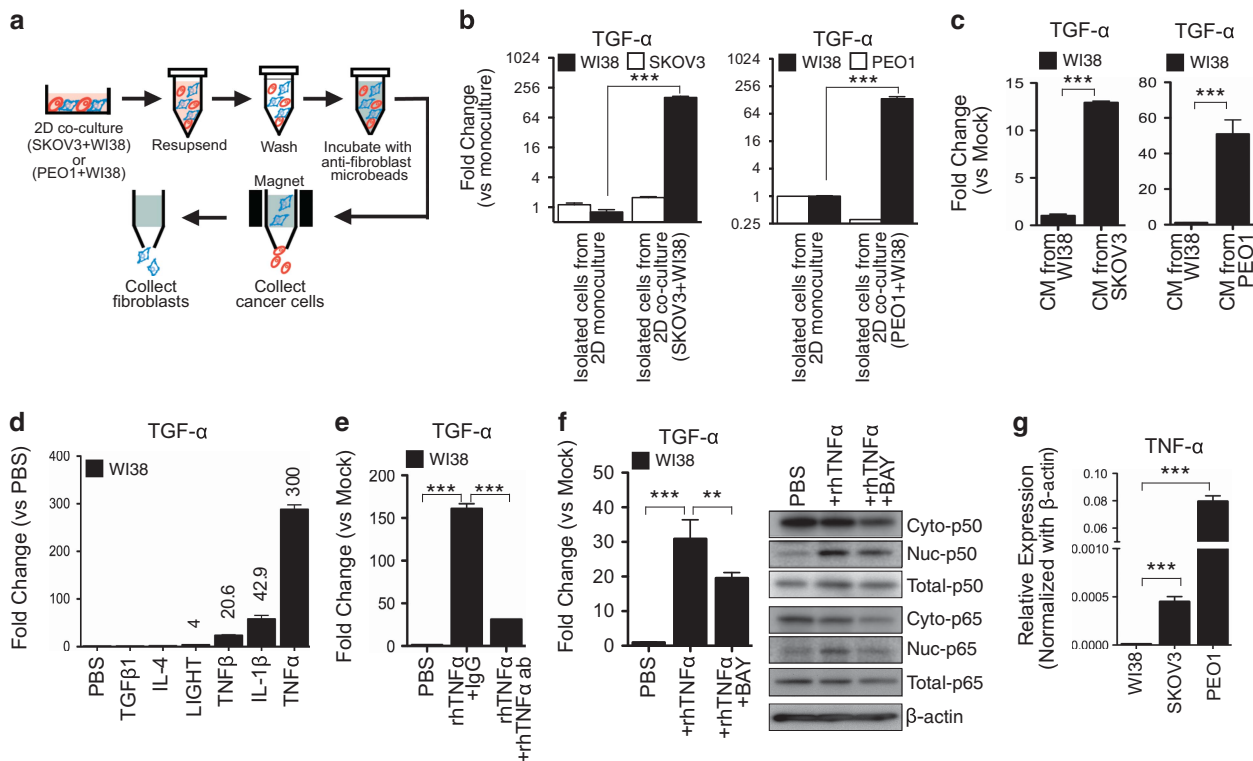 a
2D co-culture
(SKOV3+WI38)
or
(PEO1+WI38)
Resupsend
Wash
Incubate with
anti-fibroblast
microbeads
Magnet
Collect
fibroblasts
Collect
cancer cells
b
TGF-α
WI38 SKOV3
***
Fold Change
(vs monoculture)
1024
256
64
16
4
1
Isolated cells from
2D monoculture
Isolated cells from
2D co-culture
(SKOV3+WI38)
TGF-α
WI38 PEO1
***
1024
256
64
16
4
1
0.25
Isolated cells from
2D monoculture
Isolated cells from
2D co-culture
(PEO1+WI38)
c
TGF-α
WI38
***
Fold Change
(vs Mock)
15
10
5
0
CM from
WI38
CM from
SKOV3
TGF-α
WI38
***
80
60
40
20
0
CM from
WI38
CM from
PEO1
d
TGF-α
WI38
Fold Change (vs PBS)
400
300
200
100
0
4
20.6
42.9
300
PBS
TGFβ1
IL-4
LIGHT
TNFβ
IL-1β
TNFα
e
TGF-α
WI38
*** ***
Fold Change (vs Mock)
200
150
100
50
0
PBS
rhTNFα
+IgG
rhTNFα
+rhTNFα ab
f
TGF-α
WI38
*** **
Fold Change (vs Mock)
50
40
30
20
10
0
PBS
+rhTNFα
+rhTNFα
+BAY
PBS
+rhTNFα
+rhTNFα
+BAY
Cyto-p50
Nuc-p50
Total-p50
Cyto-p65
Nuc-p65
Total-p65
β-actin
g
TNF-α
***
***
Relative Expression
(Normalized with β-actin)
0.10
0.08
0.06
0.04
0.0010
0.0005
0.0000
WI38
SKOV3
PEO1